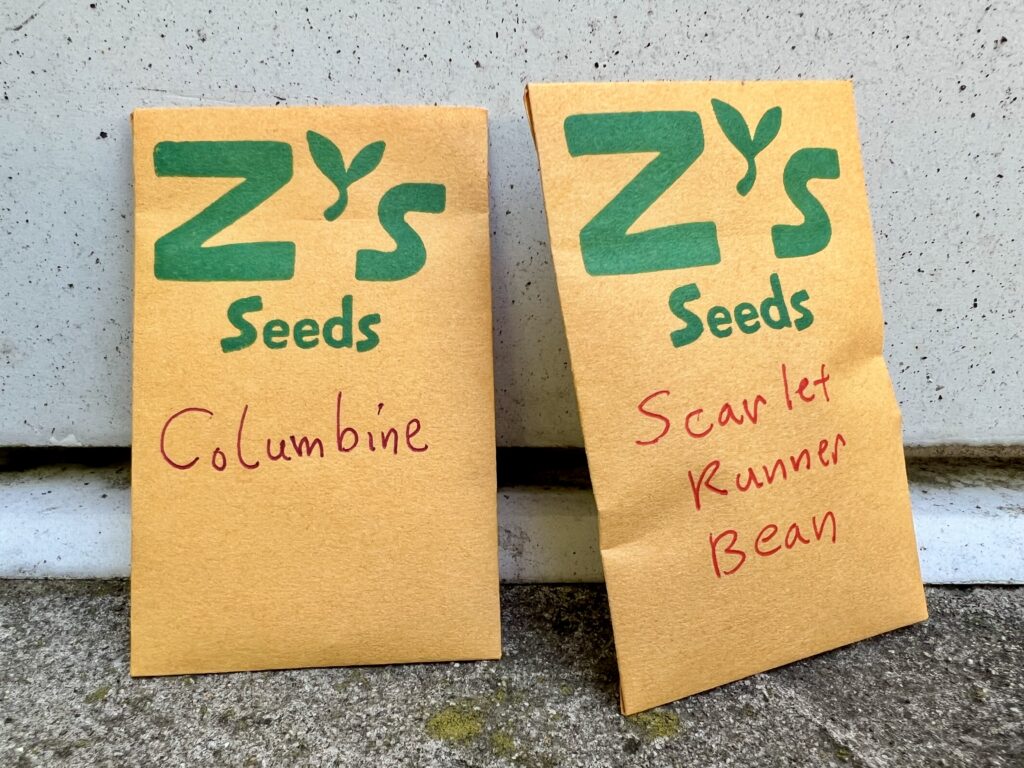 Z's
Seeds
Columbine
Z's
Seeds
Scarlet
Runner
Bean